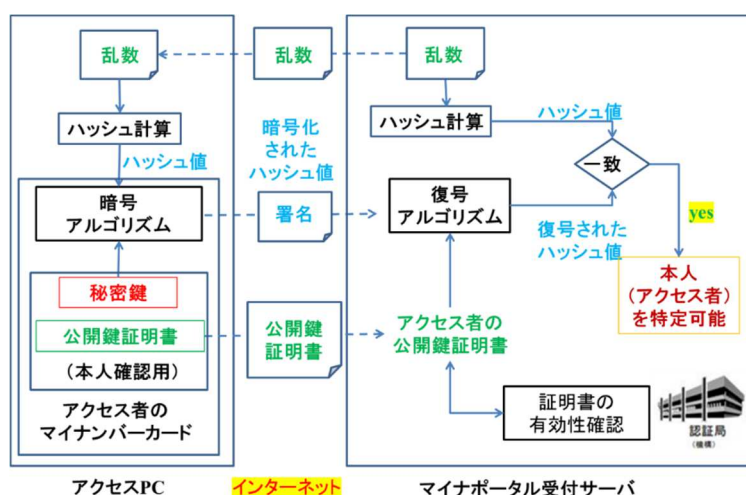 乱数
乱数
乱数
ハッシュ計算
ハッシュ値
暗号
アルゴリズム
秘密鍵
公開鍵証明書
(本人確認用)
アクセス者の
マイナンバーカード
アクセスPC
暗号化
された
ハッシュ値
署名
公開鍵
証明書
インターネット
ハッシュ計算
ハッシュ値
一致
復号
アルゴリズム
復号された
ハッシュ値
yes
本人
(アクセス者)
を特定可能
アクセス者の
公開鍵証明書
証明書の
有効性確認
認証局
(機構)
マイナポータル受付サーバ